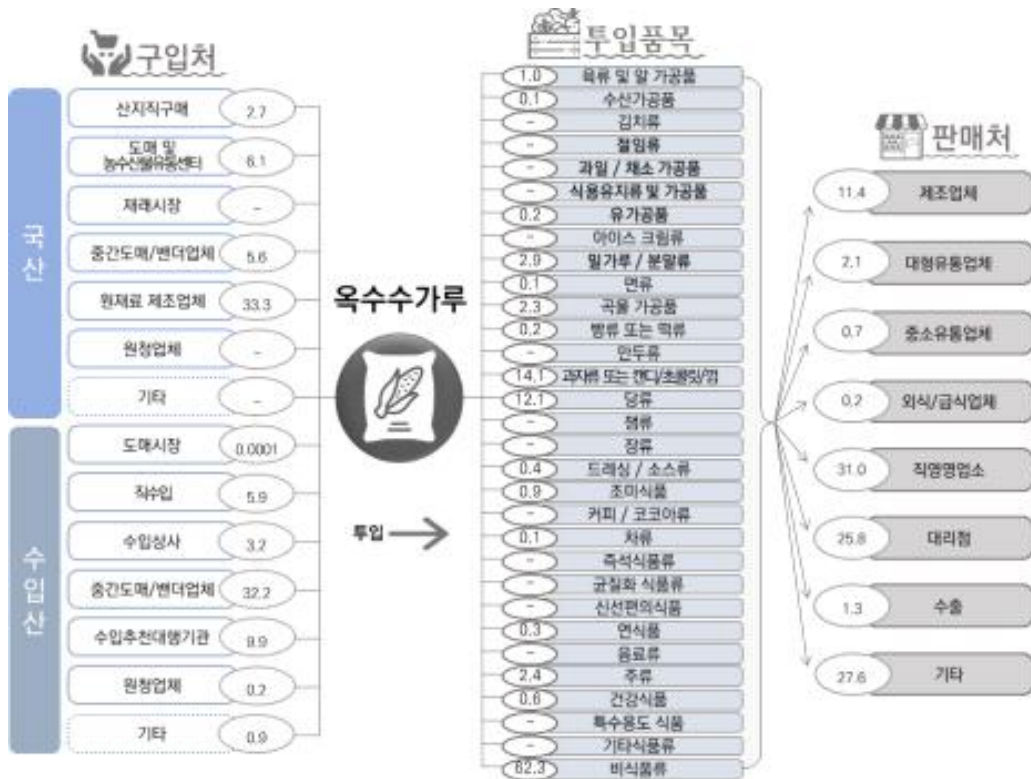 구입처
국산
산지직구매 2.7
도매 및
농수산물유통센터 6.1
재래시장 -
중간도매/밴더업체 5.6
원재료 제조업체 33.3
원청업체 -
기타 -
수입산
도매시장 0.0001
직수입 5.9
수입상사 3.2
중간도매/밴더업체 32.2
수입추천대행기관 9.9
원청업체 0.2
기타 0.9
옥수수가루
투입
투입품목
1.0 육류 및 알 가공품
0.1 수산가공품
- 김치류
- 절임류
- 과일 / 채소 가공품
- 식용유지류 및 가공품
0.2 유가공품
- 아이스 크림류
2.9 밀가루 / 분말류
0.1 면류
2.3 곡물 가공품
0.2 빵류 또는 떡류
- 만두류
14.1 과자류 또는 캔디/초콜릿/껌
12.1 당류
- 잼류
- 장류
0.4 드레싱 / 소스류
0.9 조미식품
- 커피 / 코코아류
0.1 차류
- 즉석식품류
- 균질화 식품류
- 신선편의식품
0.3 연식품
- 음료류
2.4 주류
0.6 건강식품
- 특수용도 식품
- 기타식품류
62.3 비식품류
판매처
11.4 제조업체
2.1 대형유통업체
0.7 중소유통업체
0.2 외식/급식업체
31.0 직영영업소
25.8 대리점
1.3 수출
27.6 기타